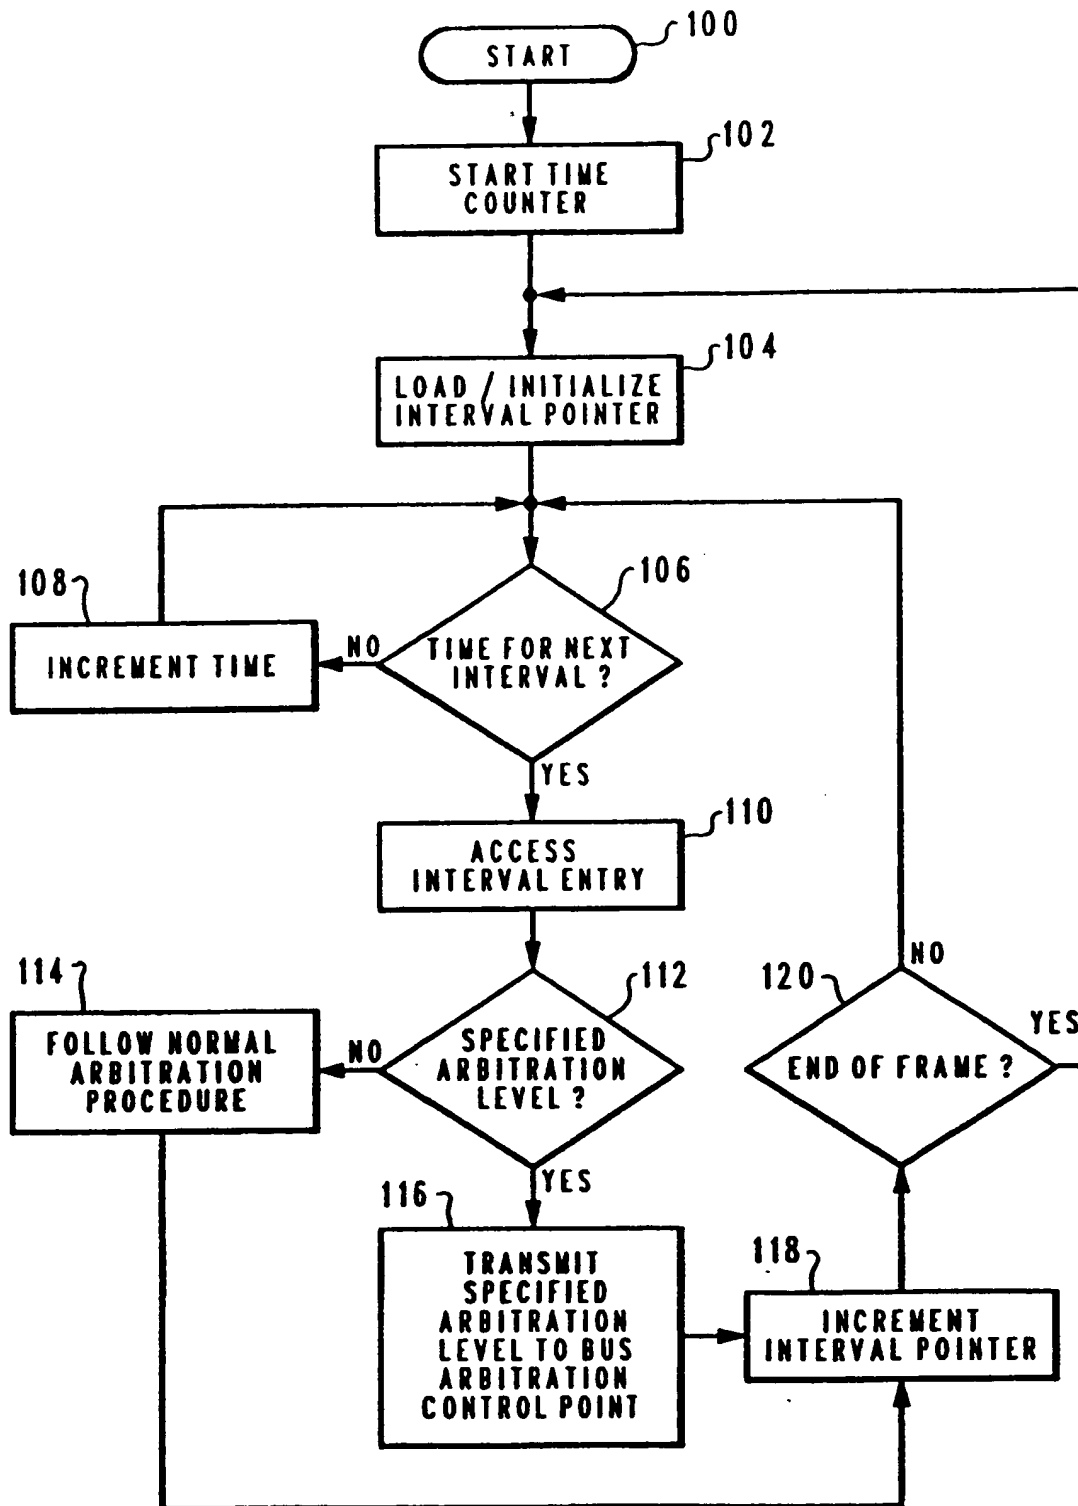 100
START
102
START TIME
COUNTER
104
LOAD / INITIALIZE
INTERVAL POINTER
108
106
INCREMENT TIME
NO
TIME FOR NEXT
INTERVAL ?
YES
110
ACCESS
INTERVAL ENTRY
114
112
120
NO
YES
FOLLOW NORMAL
ARBITRATION
PROCEDURE
NO
SPECIFIED
ARBITRATION
LEVEL ?
END OF FRAME ?
YES
116
TRANSMIT
SPECIFIED
ARBITRATION
LEVEL TO BUS
ARBITRATION
CONTROL POINT
118
INCREMENT
INTERVAL POINTER